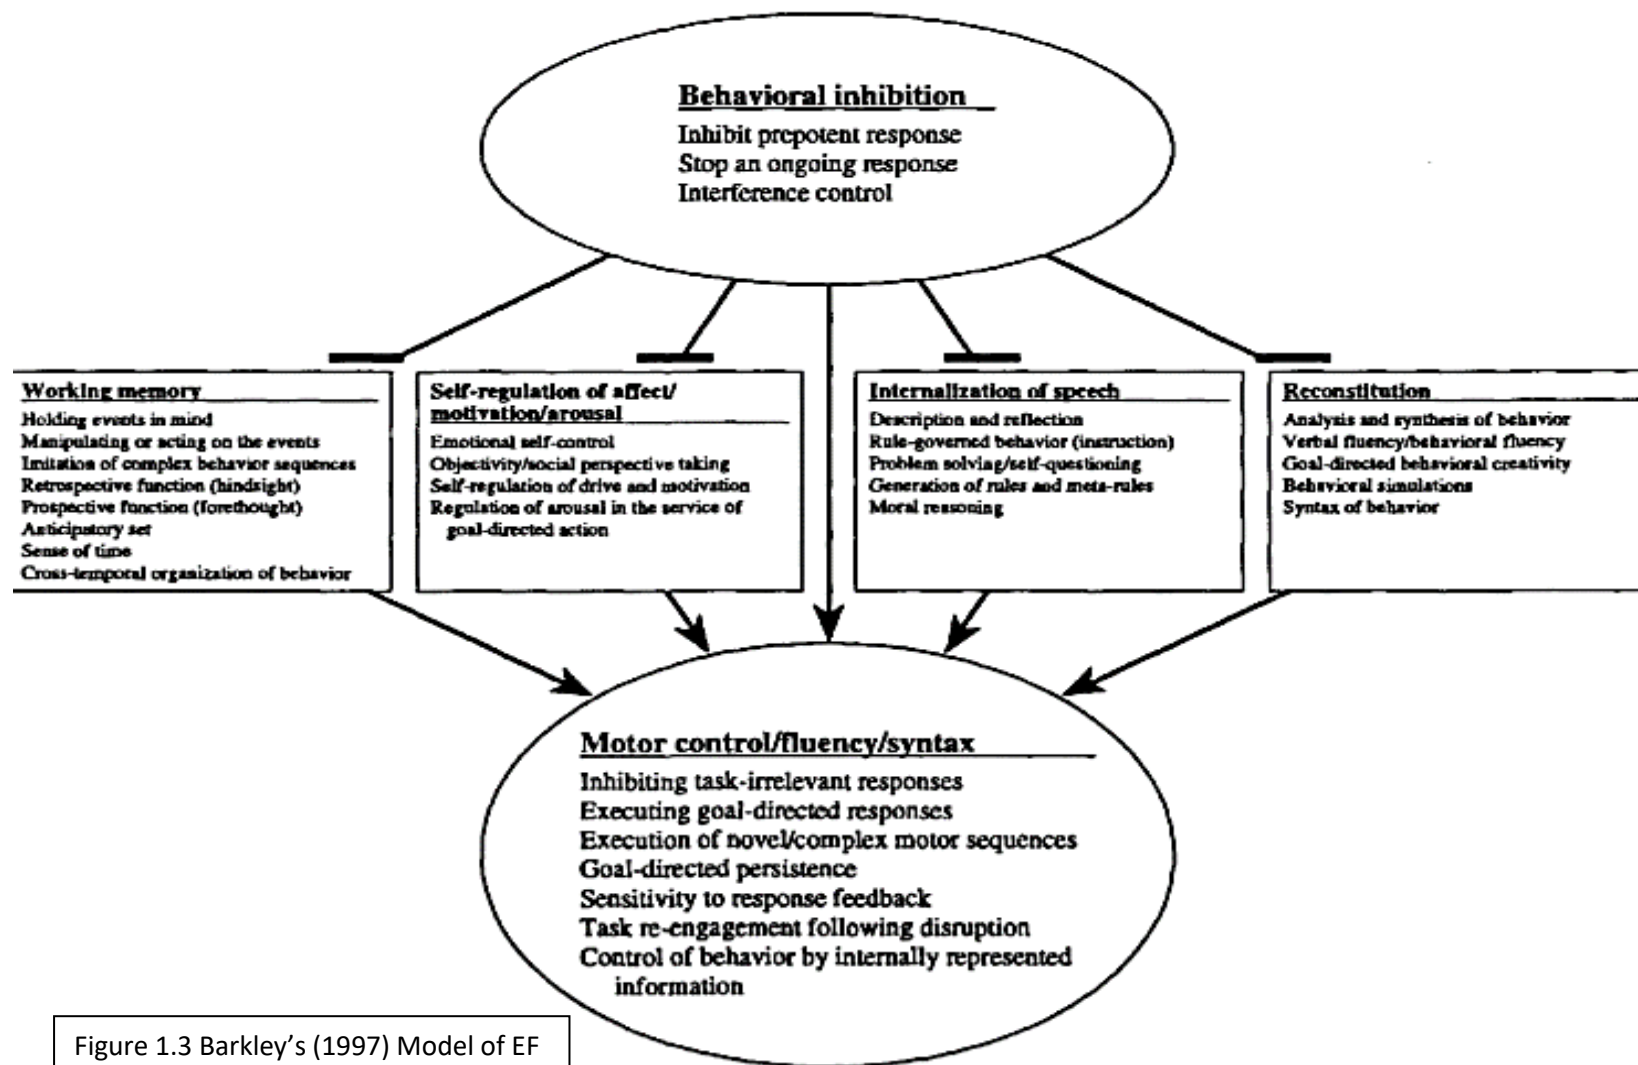 Behavioral inhibition
Inhibit prepotent response
Stop an ongoing response
Interference control
Working memory
Holding events in mind
Manipulating or acting on the events
Imitation of complex behavior sequences
Retrospective function (hindsight)
Prospective function (forethought)
Anticipatory set
Sense of time
Cross-temporal organization of behavior
Self-regulation of affect/
motivation/arousal
Emotional self-control
Objectivity/social perspective taking
Self-regulation of drive and motivation
Regulation of arousal in the service of
goal-directed action
Internalization of speech
Description and reflection
Rule-governed behavior (instruction)
Problem solving/self-questioning
Generation of rules and meta-rules
Moral reasoning
Reconstitution
Analysis and synthesis of behavior
Verbal fluency/behavioral fluency
Goal-directed behavioral creativity
Behavioral simulations
Syntax of behavior
Motor control/fluency/syntax
Inhibiting task-irrelevant responses
Executing goal-directed responses
Execution of novel/complex motor sequences
Goal-directed persistence
Sensitivity to response feedback
Task re-engagement following disruption
Control of behavior by internally represented
information
Figure 1.3 Barkley’s (1997) Model of EF